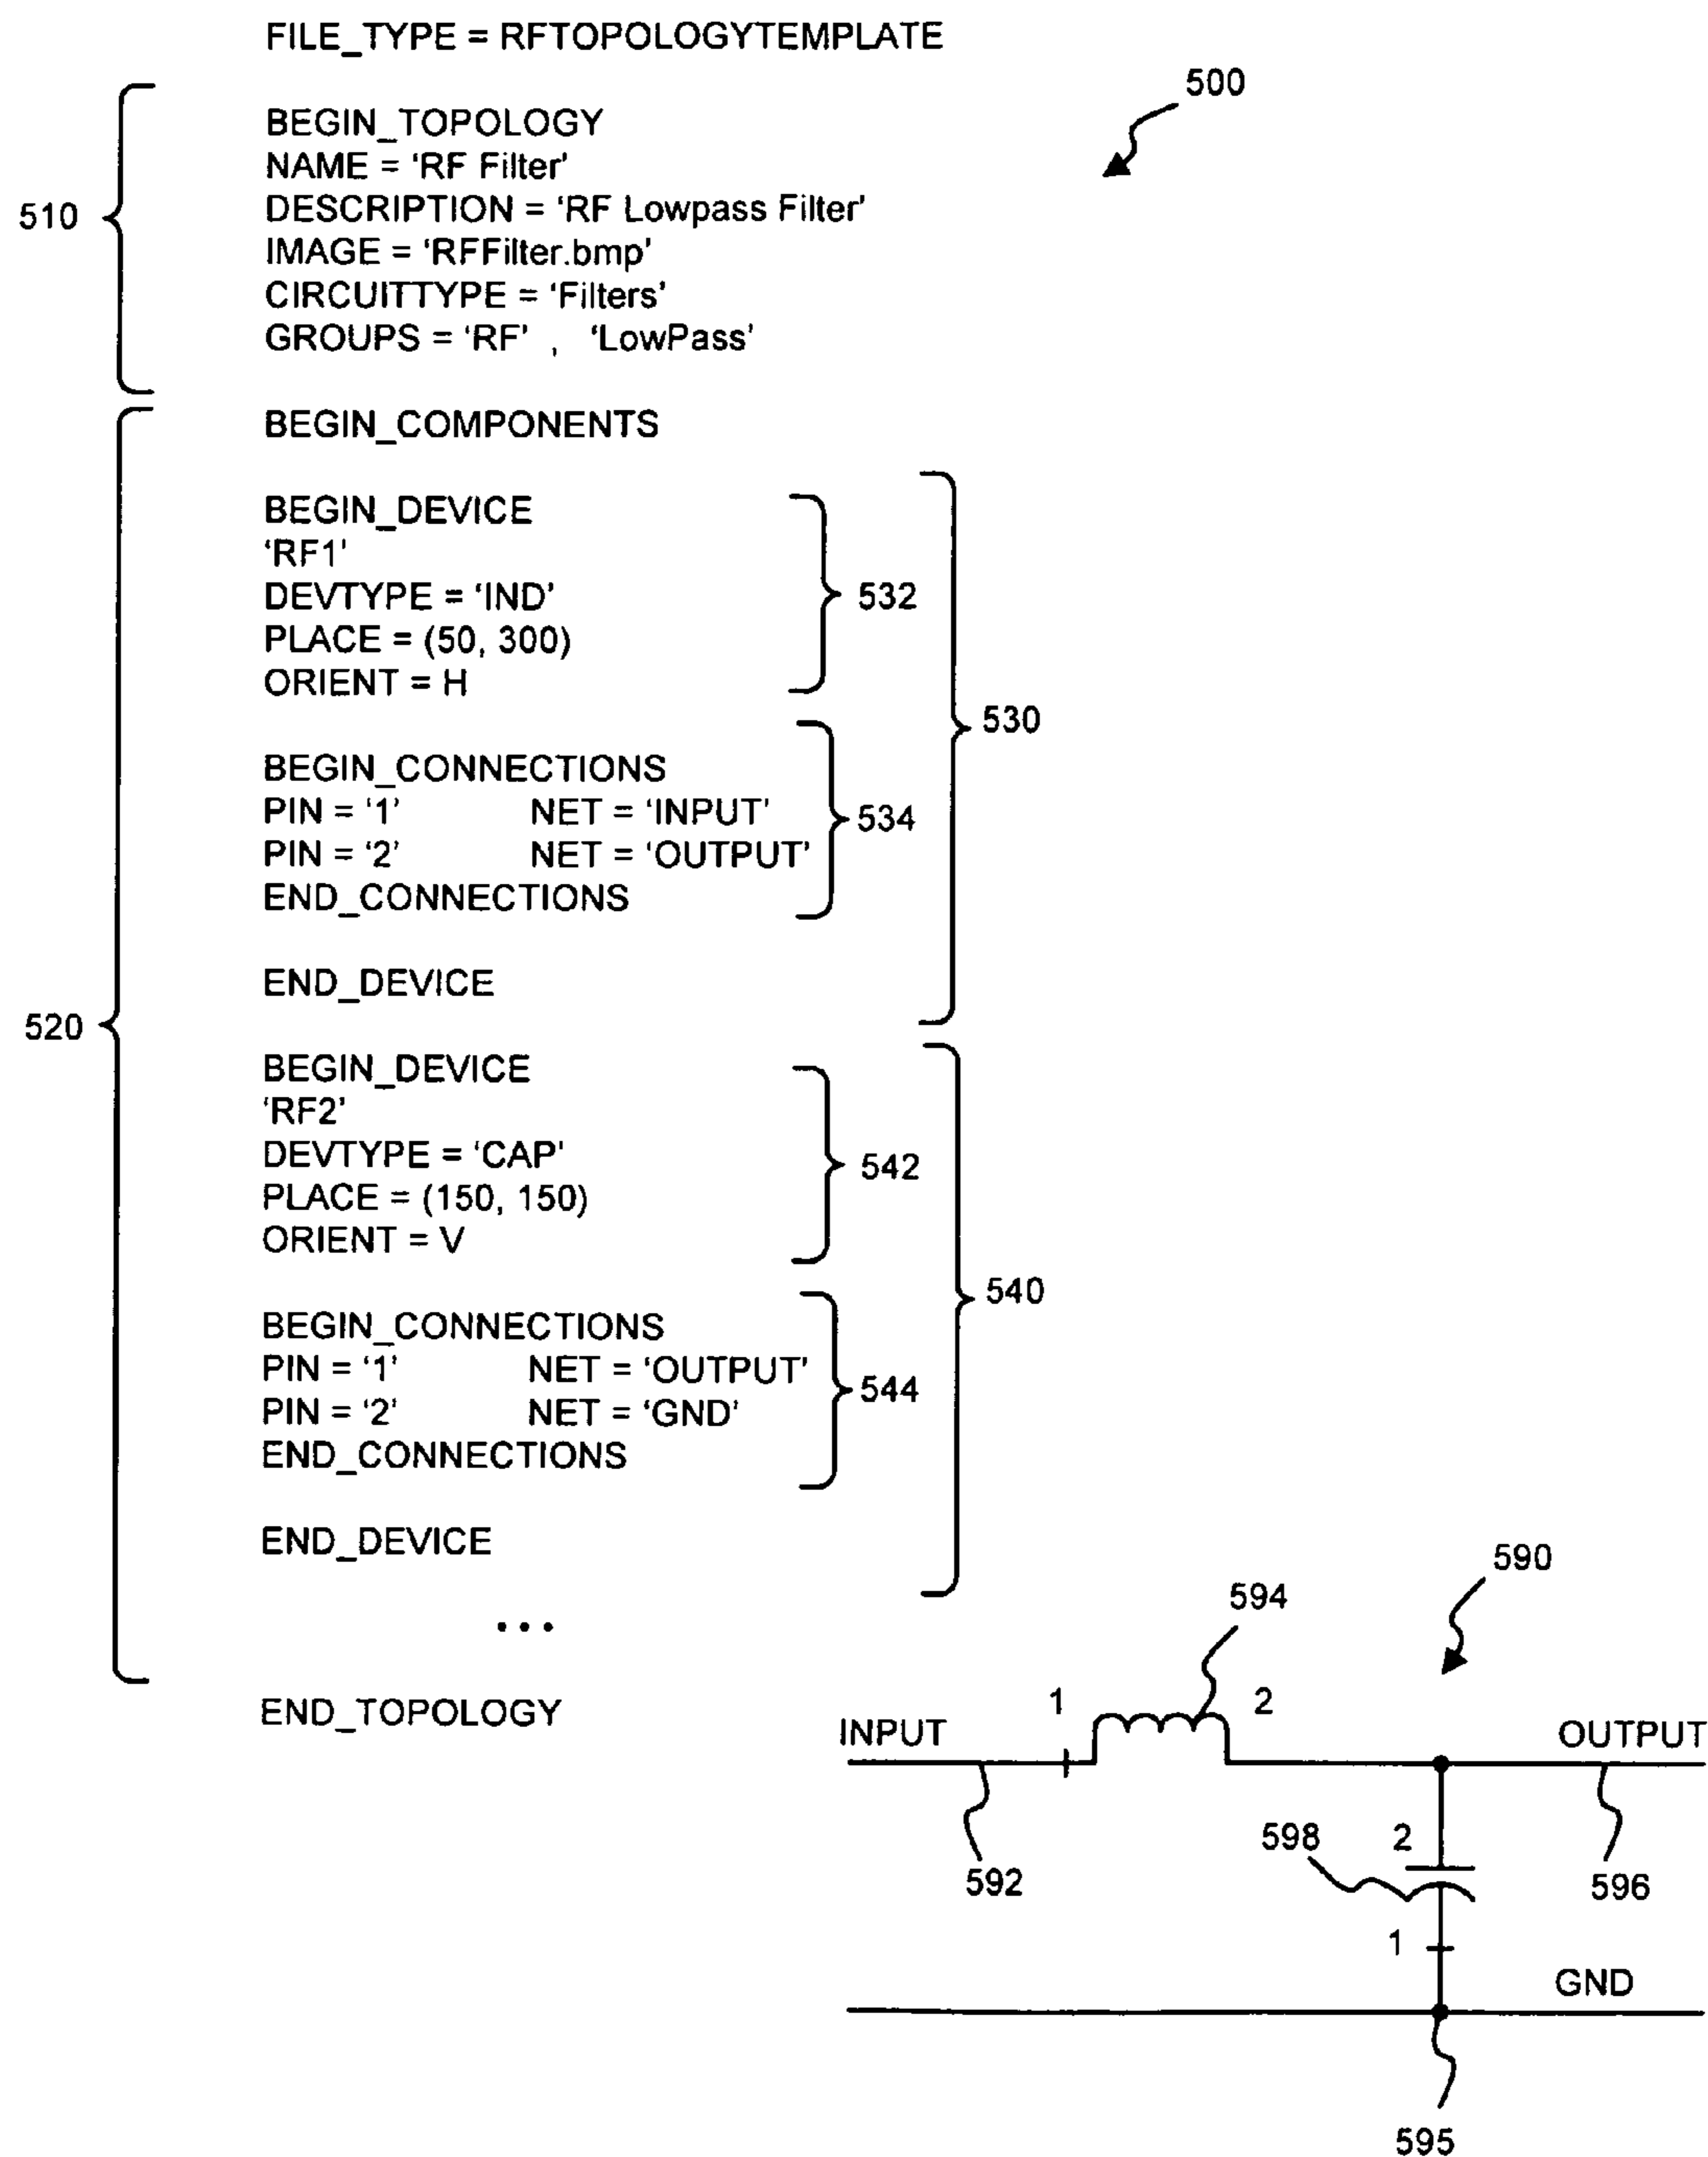 FILE_TYPE = RFTOPOLOGYTEMPLATE
500
BEGIN_TOPOLOGY
NAME = 'RF Filter'
DESCRIPTION = 'RF Lowpass Filter'
510
IMAGE = 'RFFilter.bmp'
CIRCUITTYPE = 'Filters'
GROUPS = 'RF' , 'LowPass'
BEGIN_COMPONENTS
BEGIN_DEVICE
'RF1'
DEVTYPE = 'IND'
532
PLACE = (50, 300)
ORIENT = H
530
BEGIN_CONNECTIONS
PIN = '1' NET = 'INPUT'
534
PIN = '2' NET = 'OUTPUT'
END_CONNECTIONS
END_DEVICE
520
BEGIN_DEVICE
'RF2'
DEVTYPE = 'CAP'
542
PLACE = (150, 150)
ORIENT = V
540
BEGIN_CONNECTIONS
PIN = '1' NET = 'OUTPUT'
544
PIN = '2' NET = 'GND'
END_CONNECTIONS
END_DEVICE
...
END_TOPOLOGY
590
594
1 2
INPUT
OUTPUT
592
598
2
596
1
GND
595